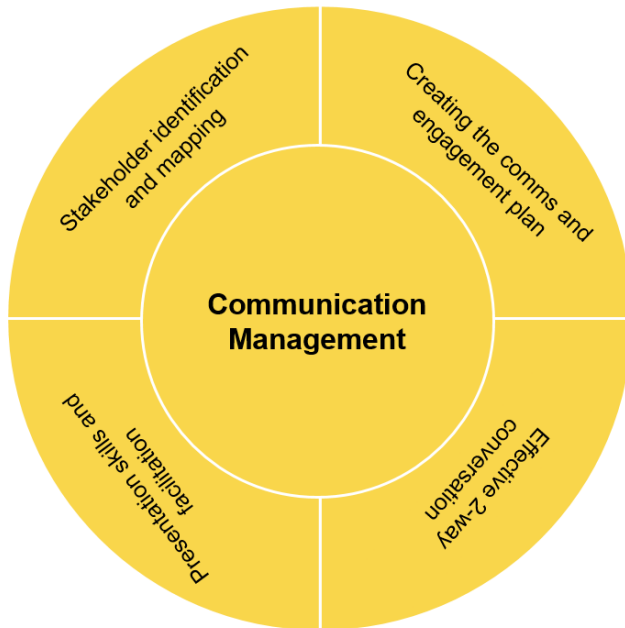 Stakeholder identification
and mapping
Creating the comms and
engagement plan
Communication
Management
Presentation skills and
facilitation
Effective 2-way
conversation